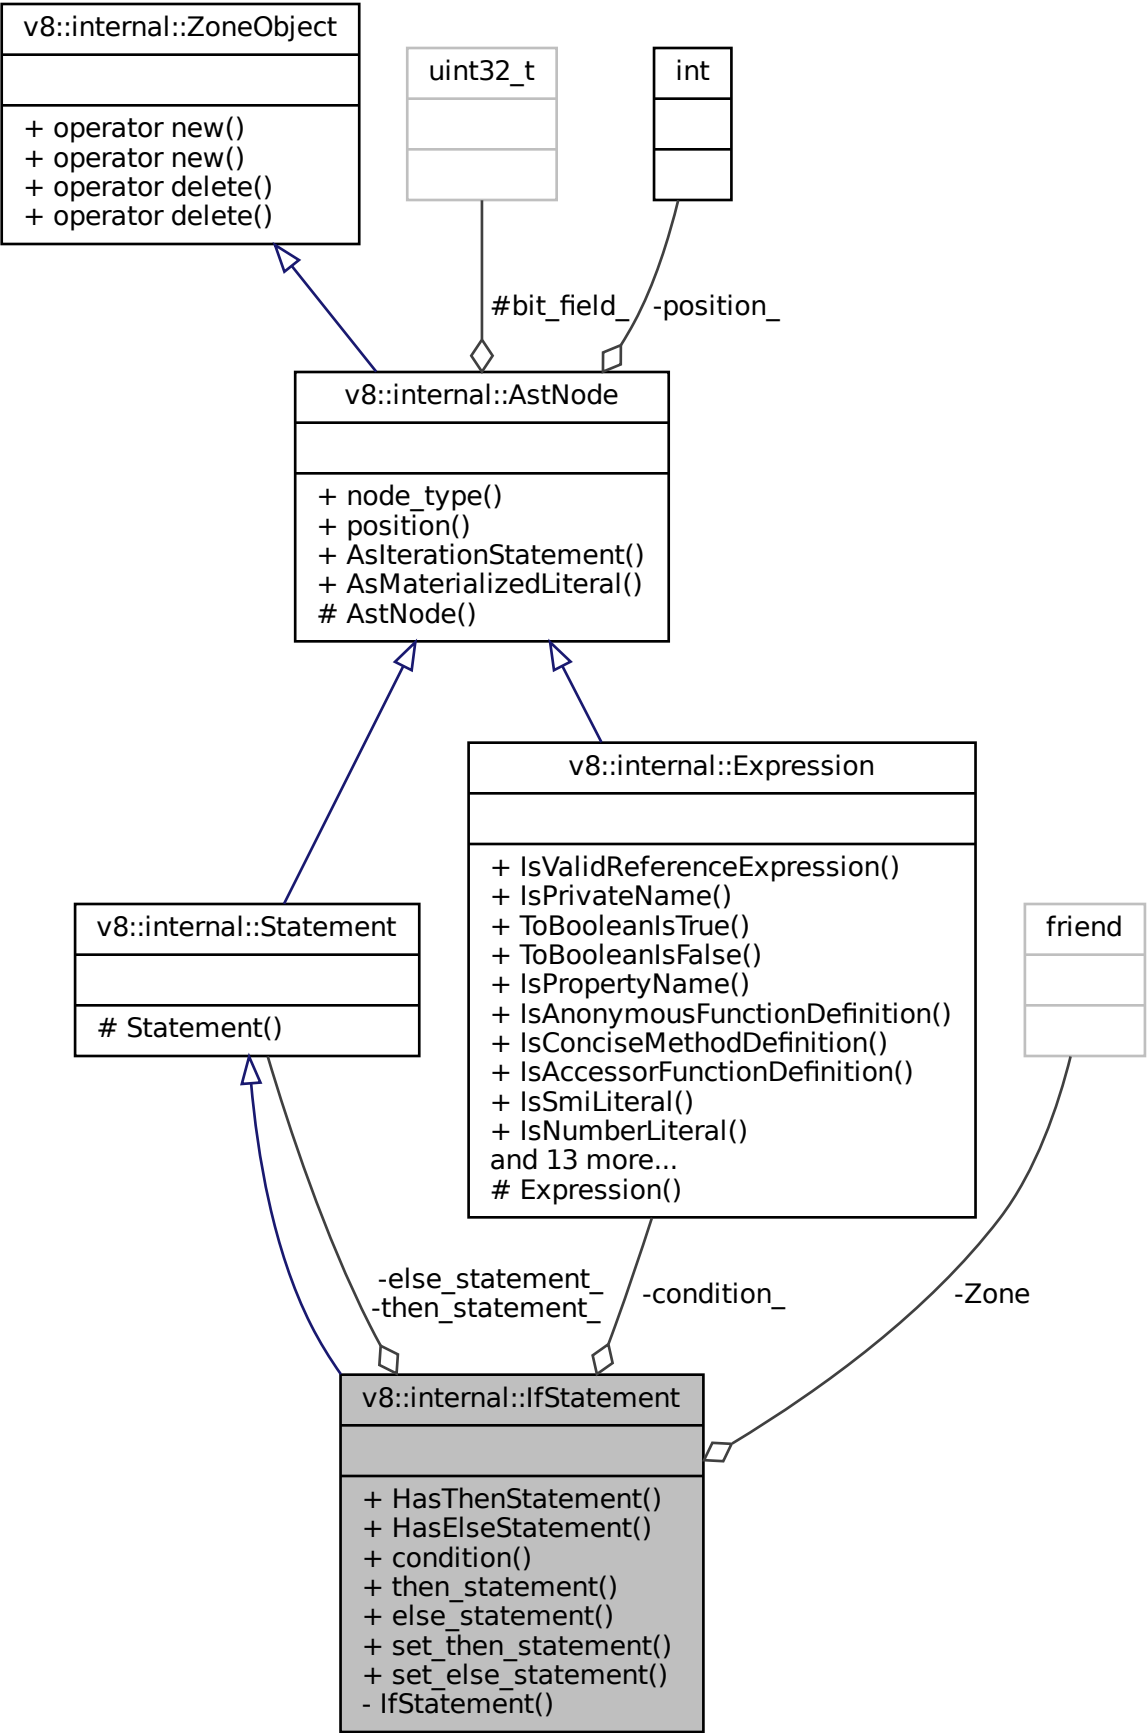 v8::internal::ZoneObject
+ operator new()
+ operator new()
+ operator delete()
+ operator delete()
uint32_t
int
#bit_field_
-position_
v8::internal::AstNode
+ node_type()
+ position()
+ AsIterationStatement()
+ AsMaterializedLiteral()
# AstNode()
v8::internal::Expression
+ IsValidReferenceExpression()
+ IsPrivateName()
+ ToBooleanIsTrue()
+ ToBooleanIsFalse()
+ IsPropertyName()
+ IsAnonymousFunctionDefinition()
+ IsConciseMethodDefinition()
+ IsAccessorFunctionDefinition()
+ IsSmiLiteral()
+ IsNumberLiteral()
and 13 more...
# Expression()
v8::internal::Statement
# Statement()
friend
-else_statement_
-then_statement_
-condition_
-Zone
v8::internal::IfStatement
+ HasThenStatement()
+ HasElseStatement()
+ condition()
+ then_statement()
+ else_statement()
+ set_then_statement()
+ set_else_statement()
- IfStatement()